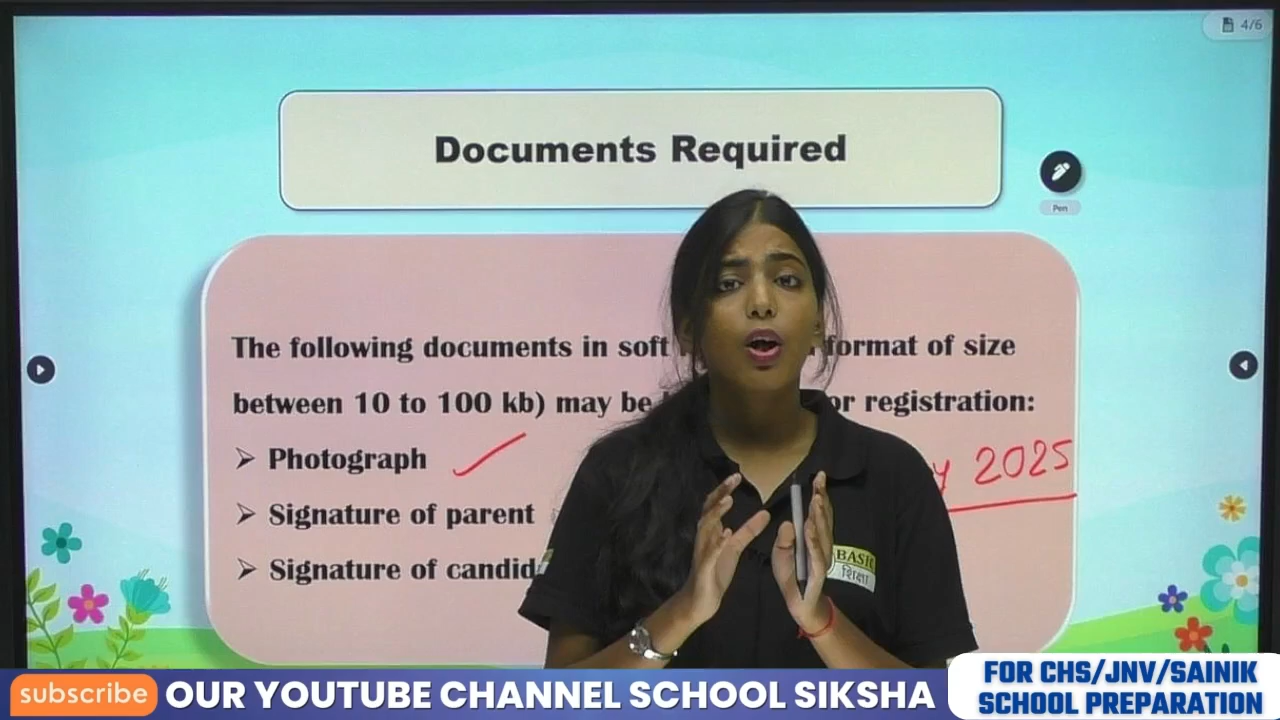 4/6
Documents Required
Pen
The following documents in soft format of size
between 10 to 100 kb) may be or registration:
➢ Photograph
y 2025
➢ Signature of parent
➢ Signature of candid
BASIC
शिक्षा
subscribe OUR YOUTUBE CHANNEL SCHOOL SIKSHA
FOR CHS/JNV/SAINIK
SCHOOL PREPARATION